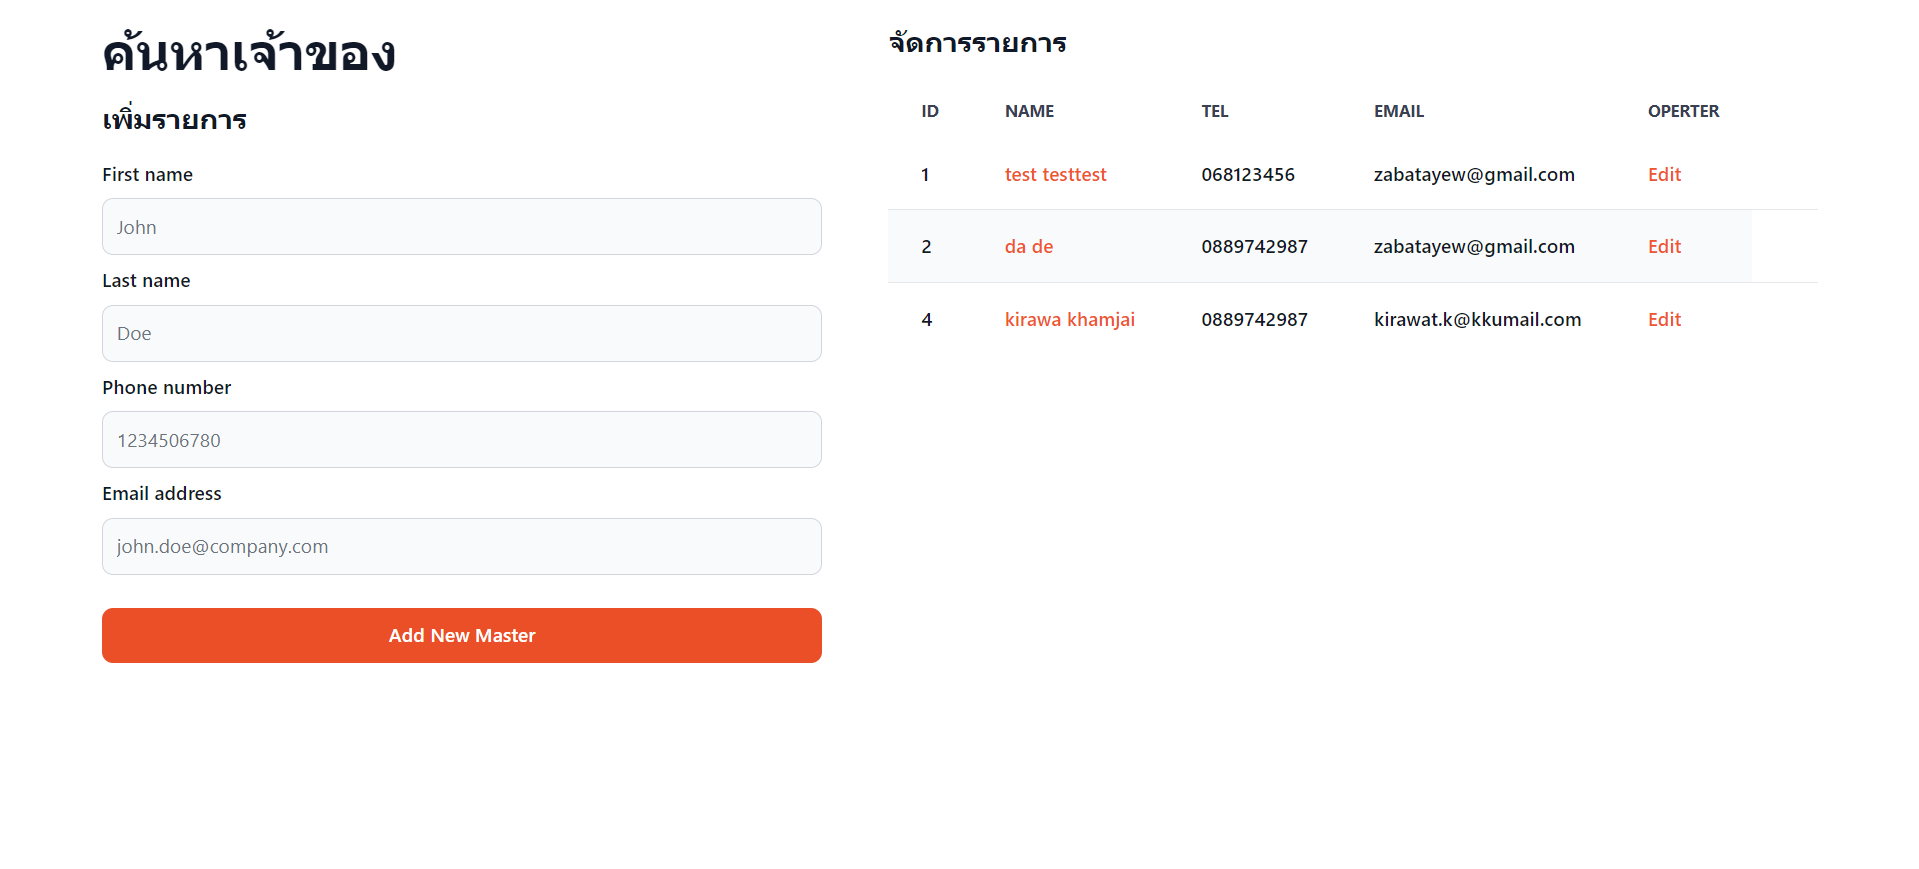 ค้นหาเจ้าของ
เพิ่มรายการ
First name
John
Last name
Doe
Phone number
1234506780
Email address
john.doe@company.com
Add New Master
จัดการรายการ
ID NAME TEL EMAIL OPERTER
1 test testtest 068123456 zabatayew@gmail.com Edit
2 da de 0889742987 zabatayew@gmail.com Edit
4 kirawa khamjai 0889742987 kirawat.k@kkumail.com Edit